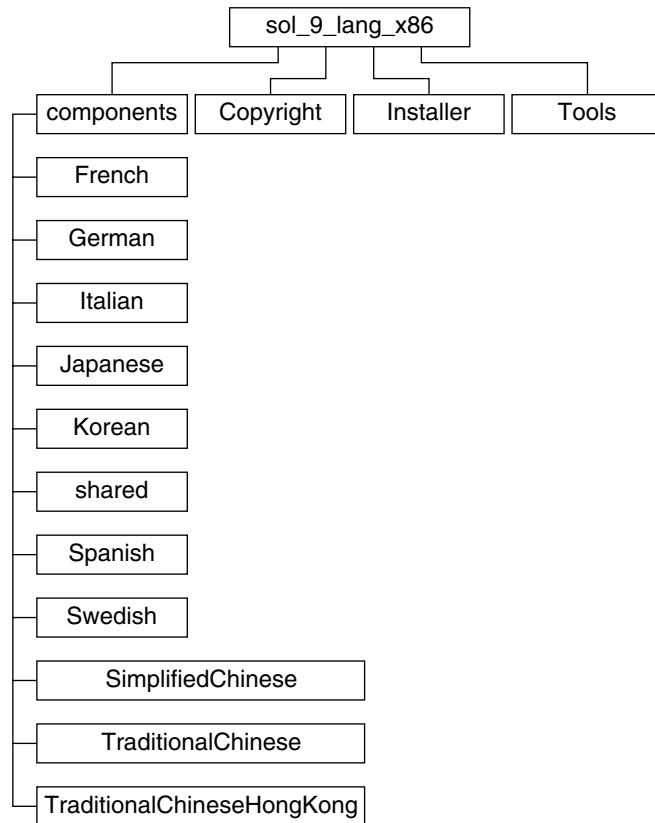 sol_9_lang_x86
components
Copyright
Installer
Tools
French
German
Italian
Japanese
Korean
shared
Spanish
Swedish
SimplifiedChinese
TraditionalChinese
TraditionalChineseHongKong